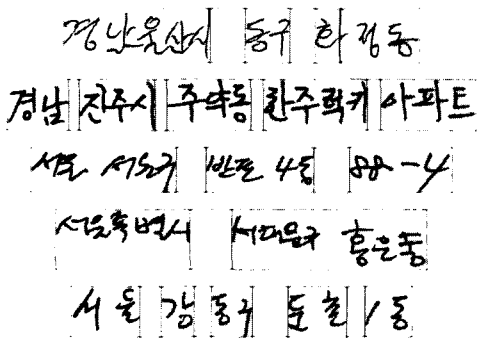 경남울산시 동구 화정동
경남 진주시 주약동 한주럭키 아파트
서울 서초구 반포4동 88-4
서울특별시 서대문구 홍은동
서울 강동구 둔촌1동